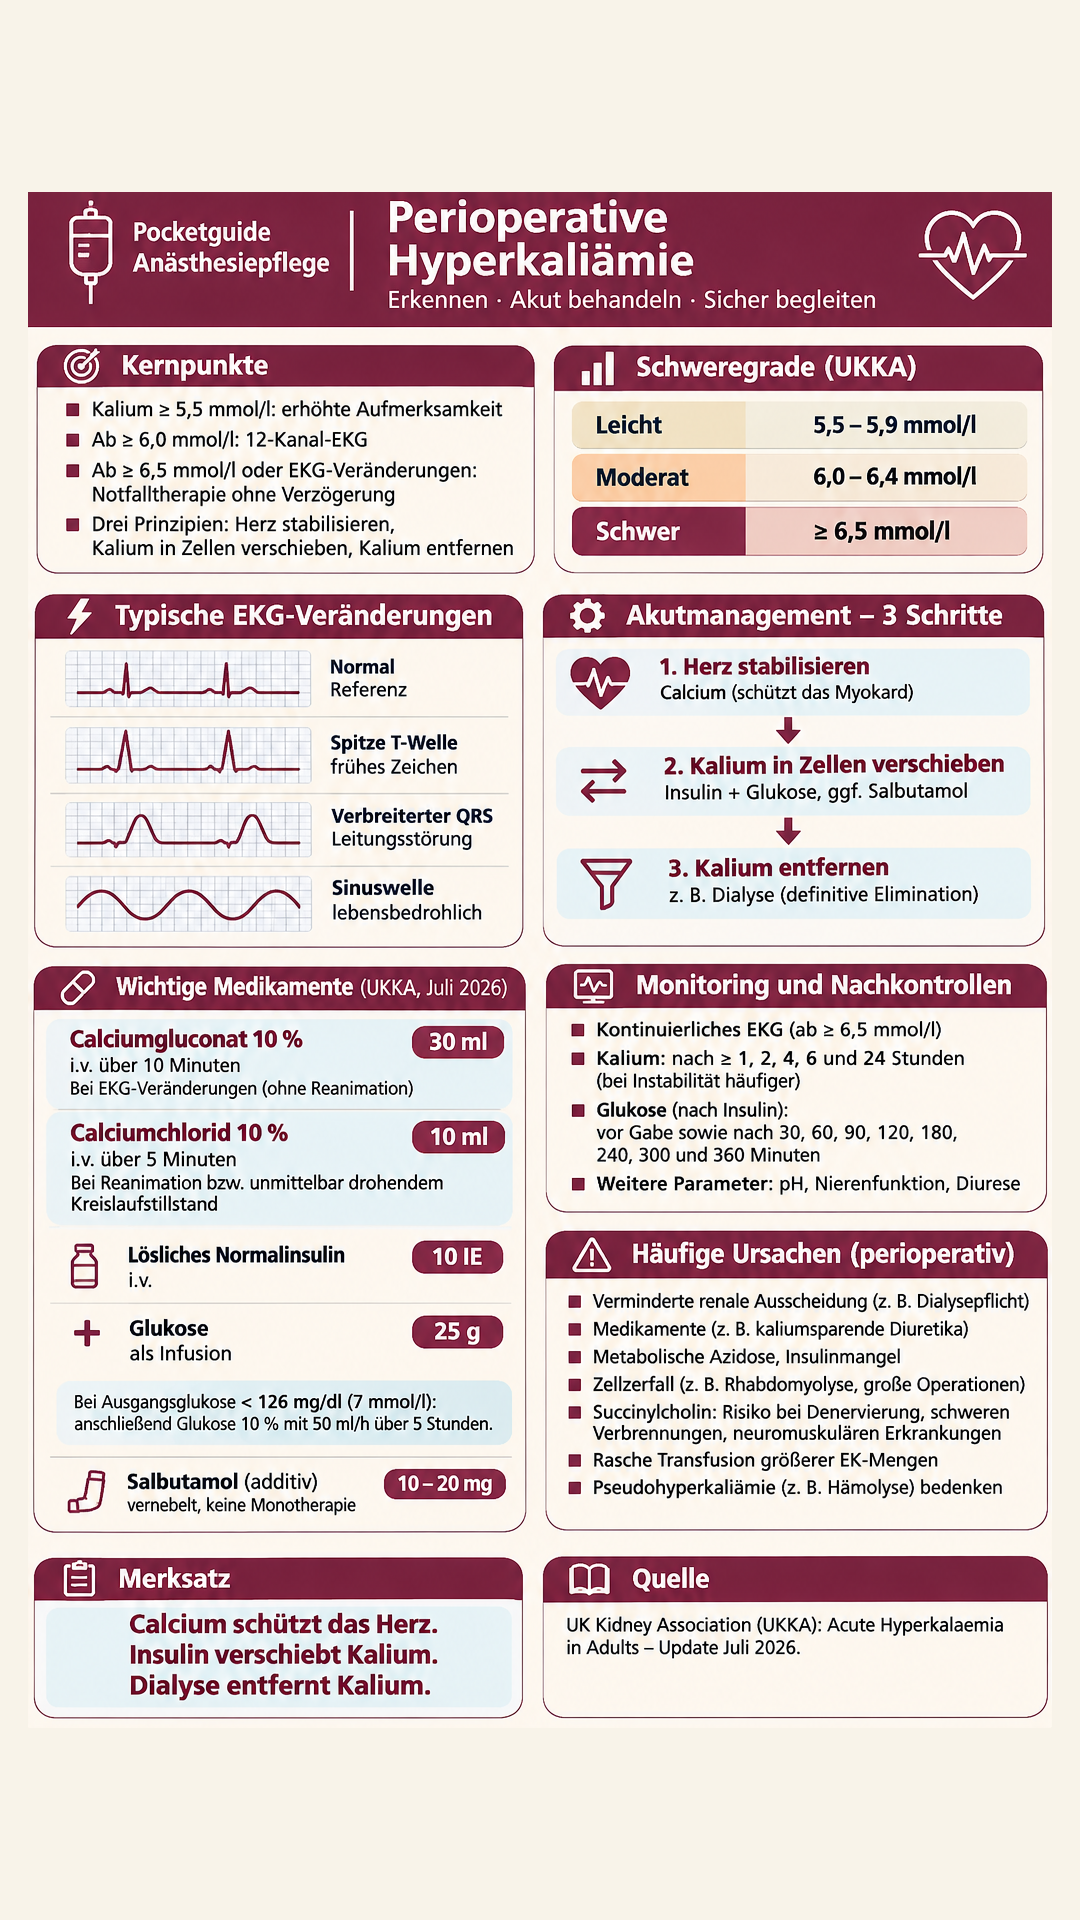 Pocketguide
Anästhesiepflege
Perioperative
Hyperkaliämie
Erkennen · Akut behandeln · Sicher begleiten
Kernpunkte
Kalium ≥ 5,5 mmol/l: erhöhte Aufmerksamkeit
Ab ≥ 6,0 mmol/l: 12-Kanal-EKG
Ab ≥ 6,5 mmol/l oder EKG-Veränderungen:
Notfalltherapie ohne Verzögerung
Drei Prinzipien: Herz stabilisieren,
Kalium in Zellen verschieben, Kalium entfernen
Schweregrade (UKKA)
Leicht 5,5 – 5,9 mmol/l
Moderat 6,0 – 6,4 mmol/l
Schwer ≥ 6,5 mmol/l
Typische EKG-Veränderungen
Normal
Referenz
Spitze T-Welle
frühes Zeichen
Verbreiterter QRS
Leitungsstörung
Sinuswelle
lebensbedrohlich
Akutmanagement – 3 Schritte
1. Herz stabilisieren
Calcium (schützt das Myokard)
2. Kalium in Zellen verschieben
Insulin + Glukose, ggf. Salbutamol
3. Kalium entfernen
z. B. Dialyse (definitive Elimination)
Wichtige Medikamente (UKKA, Juli 2026)
Calciumgluconat 10 % 30 ml
i.v. über 10 Minuten
Bei EKG-Veränderungen (ohne Reanimation)
Calciumchlorid 10 % 10 ml
i.v. über 5 Minuten
Bei Reanimation bzw. unmittelbar drohendem
Kreislaufstillstand
Lösliches Normalinsulin 10 IE
i.v.
Glukose 25 g
als Infusion
Bei Ausgangsglukose < 126 mg/dl (7 mmol/l):
anschließend Glukose 10 % mit 50 ml/h über 5 Stunden.
Salbutamol (additiv) 10 – 20 mg
vernebelt, keine Monotherapie
Monitoring und Nachkontrollen
Kontinuierliches EKG (ab ≥ 6,5 mmol/l)
Kalium: nach ≥ 1, 2, 4, 6 und 24 Stunden
(bei Instabilität häufiger)
Glukose (nach Insulin):
vor Gabe sowie nach 30, 60, 90, 120, 180,
240, 300 und 360 Minuten
Weitere Parameter: pH, Nierenfunktion, Diurese
Häufige Ursachen (perioperativ)
Verminderte renale Ausscheidung (z. B. Dialysepflicht)
Medikamente (z. B. kaliumsparende Diuretika)
Metabolische Azidose, Insulinmangel
Zellzerfall (z. B. Rhabdomyolyse, große Operationen)
Succinylcholin: Risiko bei Denervierung, schweren
Verbrennungen, neuromuskulären Erkrankungen
Rasche Transfusion größerer EK-Mengen
Pseudohyperkaliämie (z. B. Hämolyse) bedenken
Merksatz
Calcium schützt das Herz.
Insulin verschiebt Kalium.
Dialyse entfernt Kalium.
Quelle
UK Kidney Association (UKKA): Acute Hyperkalaemia
in Adults – Update Juli 2026.